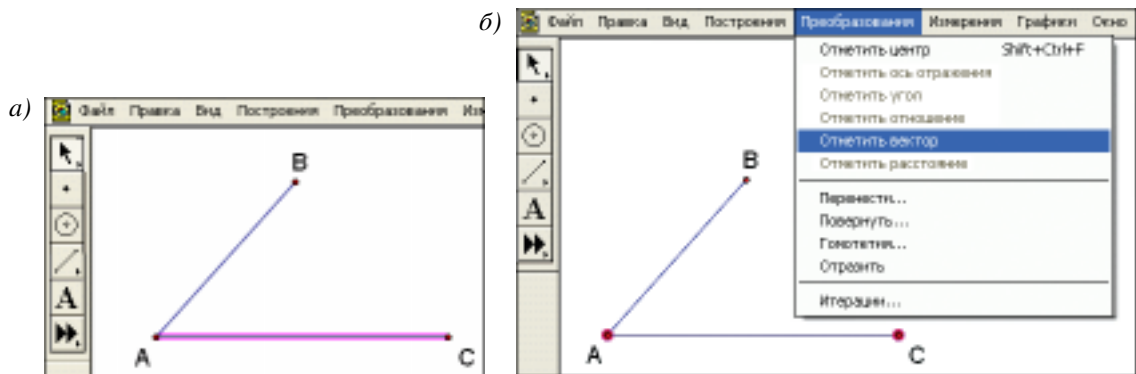 а)
Файл Правка Вид Построения Преобразования Изм
A
B
A C
б)
Файл Правка Вид Построения Преобразования Измерения Графики Окно
Отметить центр Shift+Ctrl+F
Отметить ось отражения
Отметить угол
Отметить отношение
Отметить вектор
Отметить расстояние
Перенести...
Повернуть...
Гомотетия...
Отразить
Итерации...
A
B
A C